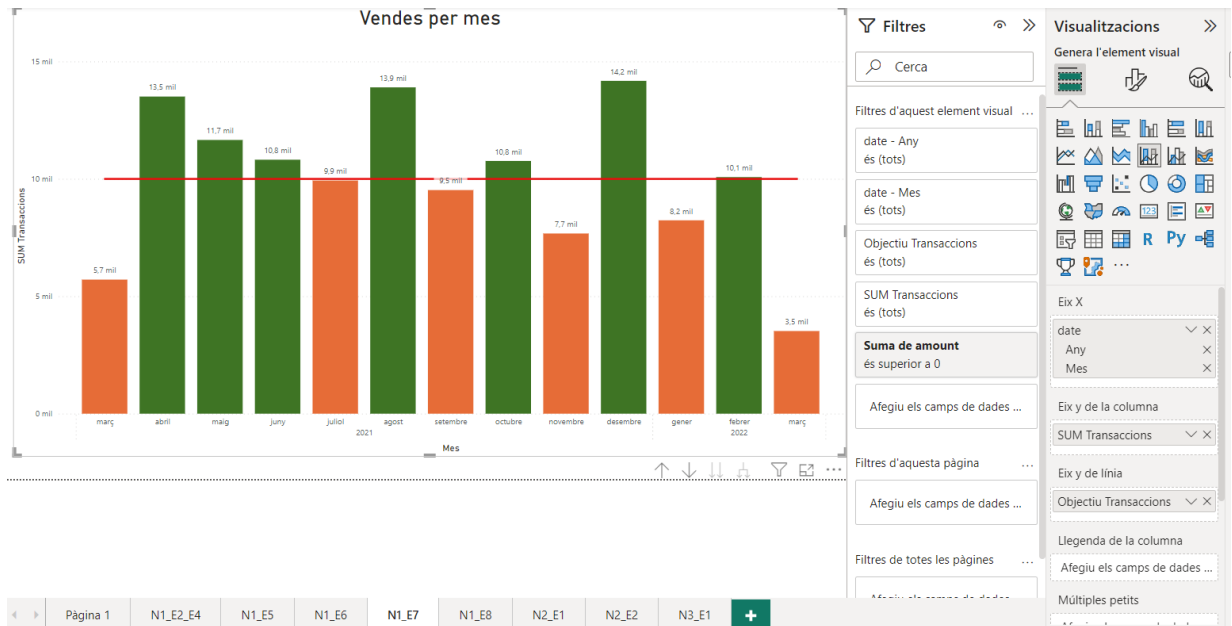 Vendes per mes
15 mil
10 mil
5 mil
0 mil
SUM Transaccions
5,7 mil
13,5 mil
11,7 mil
10,8 mil
9,9 mil
13,9 mil
9,5 mil
10,8 mil
7,7 mil
14,2 mil
8,2 mil
10,1 mil
3,5 mil
març abril maig juny juliol agost setembre octubre novembre desembre gener febrer març
2021 2022
Mes
Filtres
Cerca
Filtres d'aquest element visual ...
date - Any
és (tots)
date - Mes
és (tots)
Objectiu Transaccions
és (tots)
SUM Transaccions
és (tots)
Suma de amount
és superior a 0
Afegiu els camps de dades ...
Filtres d'aquesta pàgina ...
Afegiu els camps de dades ...
Filtres de totes les pàgines ...
Afegiu els camps de dades
Visualitzacions
Genera l'element visual
123
R Py
...
Eix X
date
Any
Mes
Eix y de la columna
SUM Transaccions
Eix y de línia
Objectiu Transaccions
Llegenda de la columna
Afegiu els camps de dades ...
Múltiples petits
Pàgina 1 N1_E2_E4 N1_E5 N1_E6 N1_E7 N1_E8 N2_E1 N2_E2 N3_E1 +